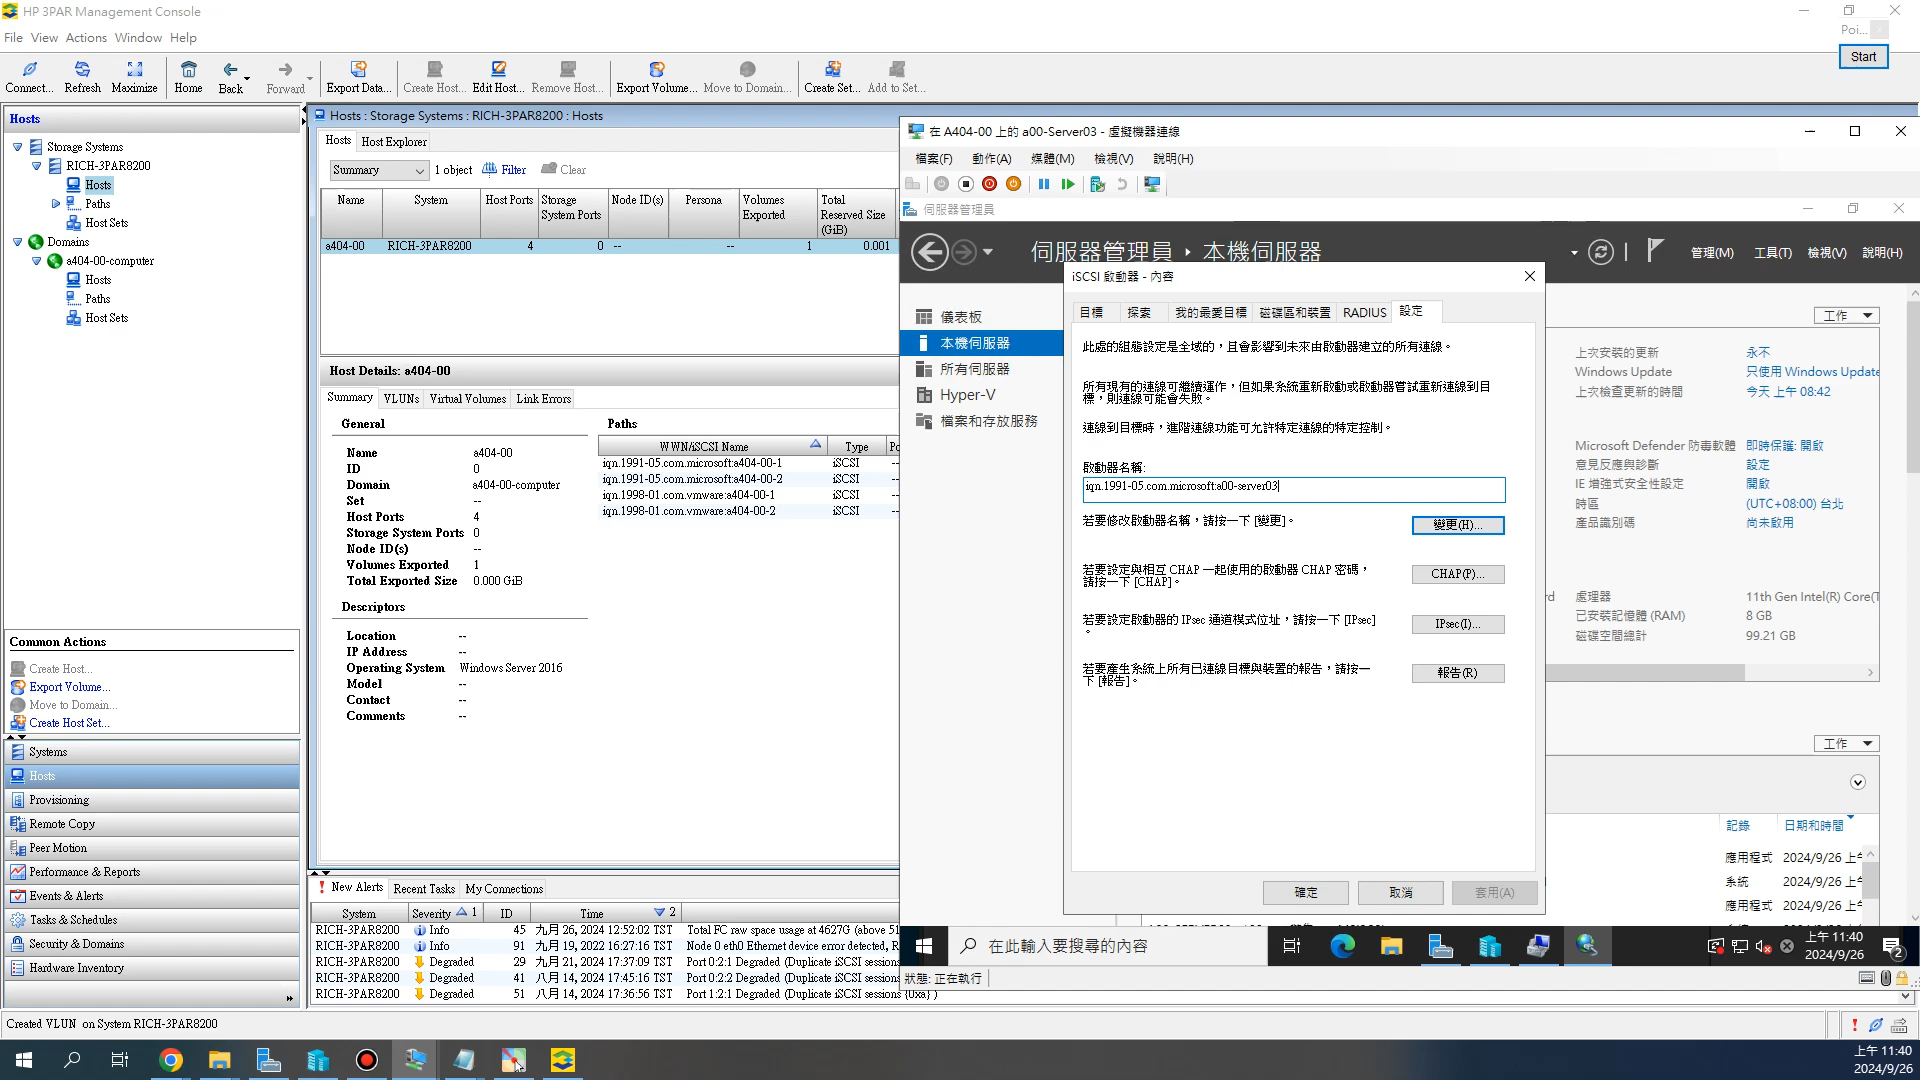 HP 3PAR Management Console
File View Actions Window Help
Poi...
Start
Connect... Refresh Maximize Home Back Forward Export Data... Create Host... Edit Host... Remove Host... Export Volume... Move to Domain... Create Set... Add to Set...
Hosts
Storage Systems
RICH-3PAR8200
Hosts
Paths
Host Sets
Domains
a404-00-computer
Hosts
Paths
Host Sets
Common Actions
Create Host...
Export Volume...
Move to Domain...
Create Host Set...
Systems
Hosts
Provisioning
Remote Copy
Peer Motion
Performance & Reports
Events & Alerts
Tasks & Schedules
Security & Domains
Hardware Inventory
Hosts : Storage Systems : RICH-3PAR8200 : Hosts
Hosts Host Explorer
Summary 1 object Filter Clear
Name System Host Ports Storage System Ports Node ID(s) Persona Volumes Exported Total Reserved Size (GiB)
a404-00 RICH-3PAR8200 4 0 -- -- 1 0.001
Host Details: a404-00
Summary VLUNs Virtual Volumes Link Errors
General
Name a404-00
ID 0
Domain a404-00-computer
Set --
Host Ports 4
Storage System Ports 0
Node ID(s) --
Volumes Exported 1
Total Exported Size 0.000 GiB
Descriptors
Location --
IP Address --
Operating System Windows Server 2016
Model --
Contact --
Comments --
Paths
WWN/iSCSI Name Type Po
iqn.1991-05.com.microsoft:a404-00-1 iSCSI --
iqn.1991-05.com.microsoft:a404-00-2 iSCSI --
iqn.1998-01.com.vmware:a404-00-1 iSCSI --
iqn.1998-01.com.vmware:a404-00-2 iSCSI --
New Alerts Recent Tasks My Connections
System Severity 1 ID Time 2
RICH-3PAR8200 Info 45 九月 26, 2024 12:52:02 TST Total FC raw space usage at 4627G (above 51
RICH-3PAR8200 Info 91 九月 19, 2022 16:27:16 TST Node 0 eth0 Ethernet device error detected, R
RICH-3PAR8200 Degraded 29 九月 21, 2024 17:37:09 TST Port 0:2:1 Degraded (Duplicate iSCSI sessions
RICH-3PAR8200 Degraded 41 八月 14, 2024 17:45:16 TST Port 0:2:2 Degraded (Duplicate iSCSI sessions
RICH-3PAR8200 Degraded 51 八月 14, 2024 17:36:56 TST Port 1:2:1 Degraded (Duplicate iSCSI sessions {0xa} )
Created VLUN on System RICH-3PAR8200
在 A404-00 上的 a00-Server03 - 虛擬機器連線
檔案(F) 動作(A) 媒體(M) 檢視(V) 說明(H)
伺服器管理員
伺服器管理員 ‣ 本機伺服器
管理(M) 工具(T) 檢視(V) 說明(H)
儀表板
本機伺服器
所有伺服器
Hyper-V
檔案和存放服務
iSCSI 啟動器 - 內容
目標 探索 我的最愛目標 磁碟區和裝置 RADIUS 設定
此處的組態設定是全域的，且會影響到未來由啟動器建立的所有連線。
所有現有的連線可繼續運作，但如果系統重新啟動或啟動器嘗試重新連線到目
標，則連線可能會失敗。
連線到目標時，進階連線功能可允許特定連線的特定控制。
啟動器名稱:
iqn.1991-05.com.microsoft:a00-server03
若要修改啟動器名稱，請按一下 [變更]。
變更(H)...
若要設定與相互 CHAP 一起使用的啟動器 CHAP 密碼，
請按一下 [CHAP]。
CHAP(P)...
若要設定啟動器的 IPsec 通道模式位址，請按一下 [IPsec]
。
IPsec(I)...
若要產生系統上所有已連線目標與裝置的報告，請按一
下 [報告]。
報告(R)
確定 取消 套用(A)
工作
上次安裝的更新 永不
Windows Update 只使用 Windows Update
上次檢查更新的時間 今天 上午 08:42
Microsoft Defender 防毒軟體 即時保護: 開啟
意見反應與診斷 設定
IE 增強式安全性設定 開啟
時區 (UTC+08:00) 台北
產品識別碼 尚未啟用
rd 處理器 11th Gen Intel(R) Core(T
已安裝記憶體 (RAM) 8 GB
磁碟空間總計 99.21 GB
工作
記錄 日期和時間
應用程式 2024/9/26 上午
系統 2024/9/26 上午
應用程式 2024/9/26 上午
在此輸入要搜尋的內容
上午 11:40
2024/9/26
2
狀態: 正在執行
上午 11:40
2024/9/26